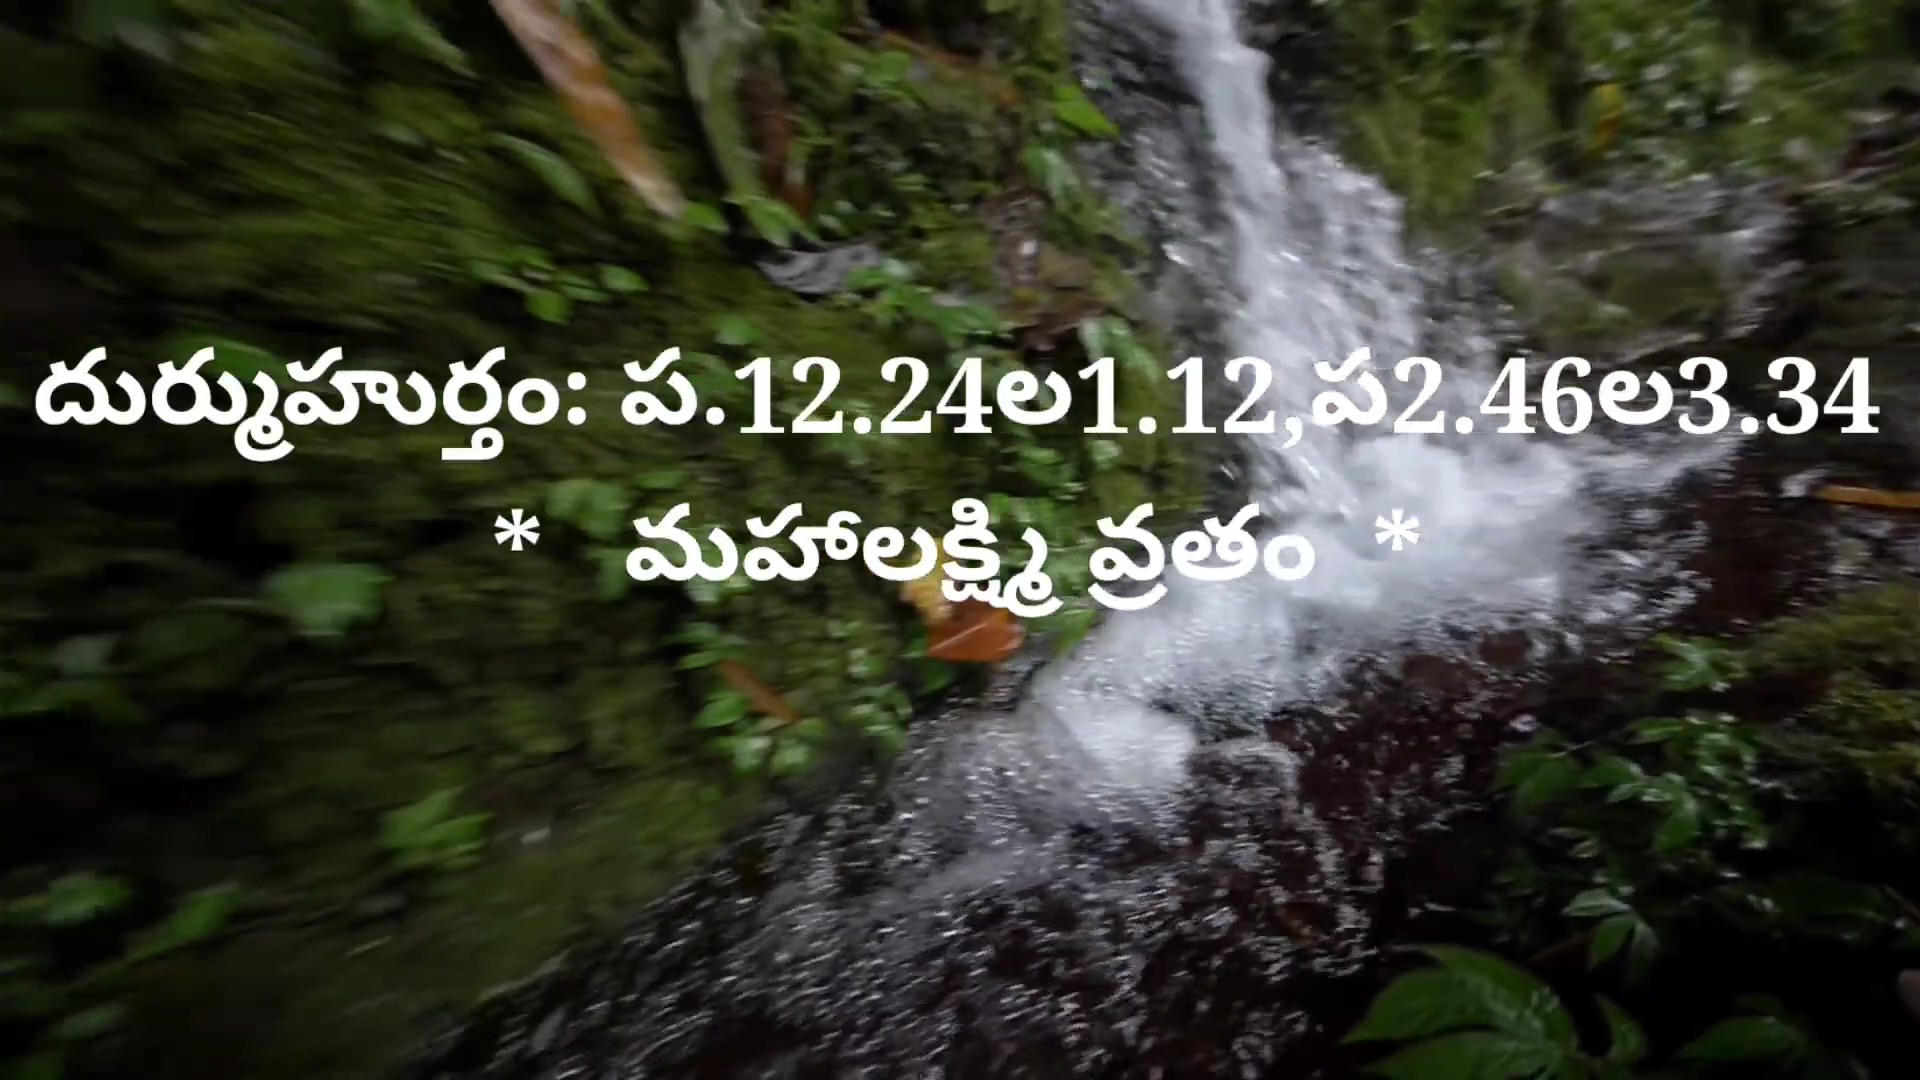 దుర్ముహుర్తం: ప.12.24ల1.12,ప2.46ల3.34
* మహాలక్ష్మి వ్రతం *